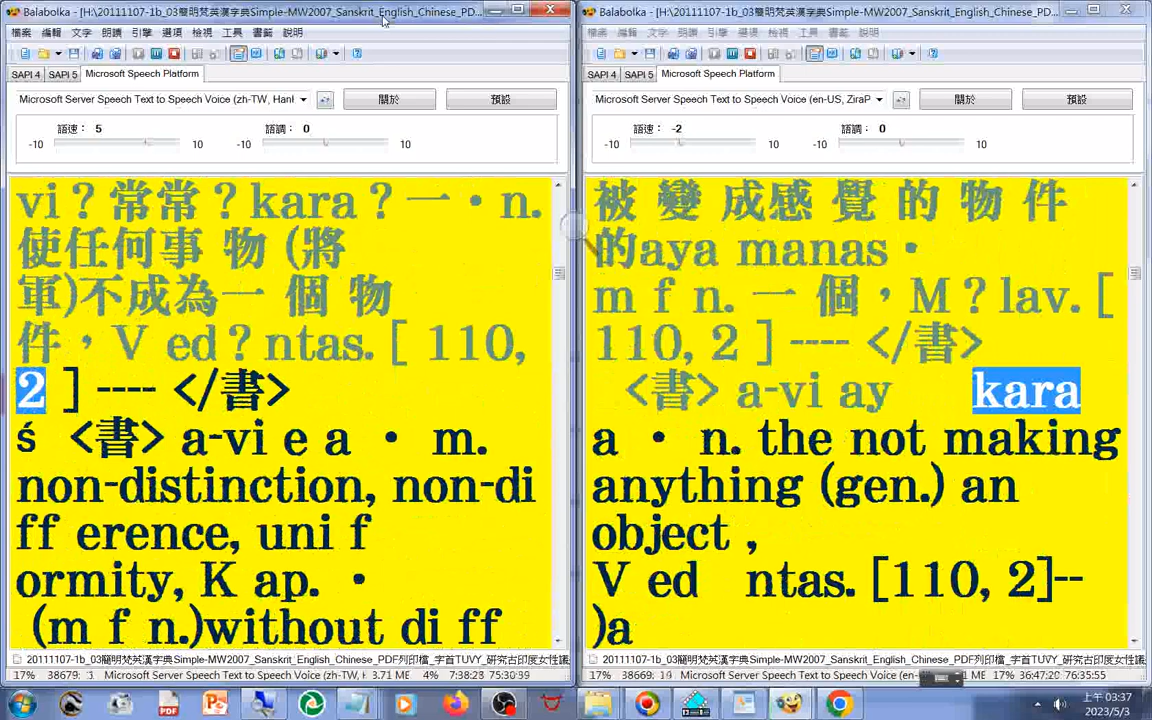 Balabolka - [H:\20111107-1b_03簡明梵英漢字典Simple-MW2007_Sanskrit_English_Chinese_PD...
檔案 編輯 文字 朗讀 引擎 選項 檢視 工具 書籤 說明
SAPI 4 SAPI 5 Microsoft Speech Platform
Microsoft Server Speech Text to Speech Voice (zh-TW, Hanl
關於 預設
語速： 5 語調： 0
-10 10 -10 10
vi？常常？kara？一・n.
使任何事 物 (將
軍)不成為一 個 物
件，V ed？ntas. [ 110,
2 ] ---- </書>
ś <書> a-vi e a ・ m.
non-distinction, non-di
ff erence, uni f
ormity, K ap. ・
(m f n.)without di ff
20111107-1b_03簡明梵英漢字典Simple-MW2007_Sanskrit_English_Chinese_PDF列印檔_字首TUVY_研究古印度女性議
17% 38679: 3.71 MB 4% 7:38:23 75:30:39 Microsoft Server Speech Text to Speech Voice (zh-TW,
Balabolka - [H:\20111107-1b_03簡明梵英漢字典Simple-MW2007_Sanskrit_English_Chinese_PD...
檔案 編輯 文字 朗讀 引擎 選項 檢視 工具 書籤 說明
SAPI 4 SAPI 5 Microsoft Speech Platform
Microsoft Server Speech Text to Speech Voice (en-US, ZiraP
關於 預設
語速： -2 語調： 0
-10 10 -10 10
被 變 成感 覺 的 物 件
的aya manas・
m f n. 一 個，M？lav. [
110, 2 ] ---- </書>
<書> a-vi ay kara
a ・ n. the not making
anything (gen.) an
object ,
V ed ntas. [110, 2]--
)a
20111107-1b_03簡明梵英漢字典Simple-MW2007_Sanskrit_English_Chinese_PDF列印檔_字首TUVY_研究古印度女性議
17% 38669: 17% 36:47:20 76:35:55 Microsoft Server Speech Text to Speech Voice (en-US,
上午 03:37
2023/5/3